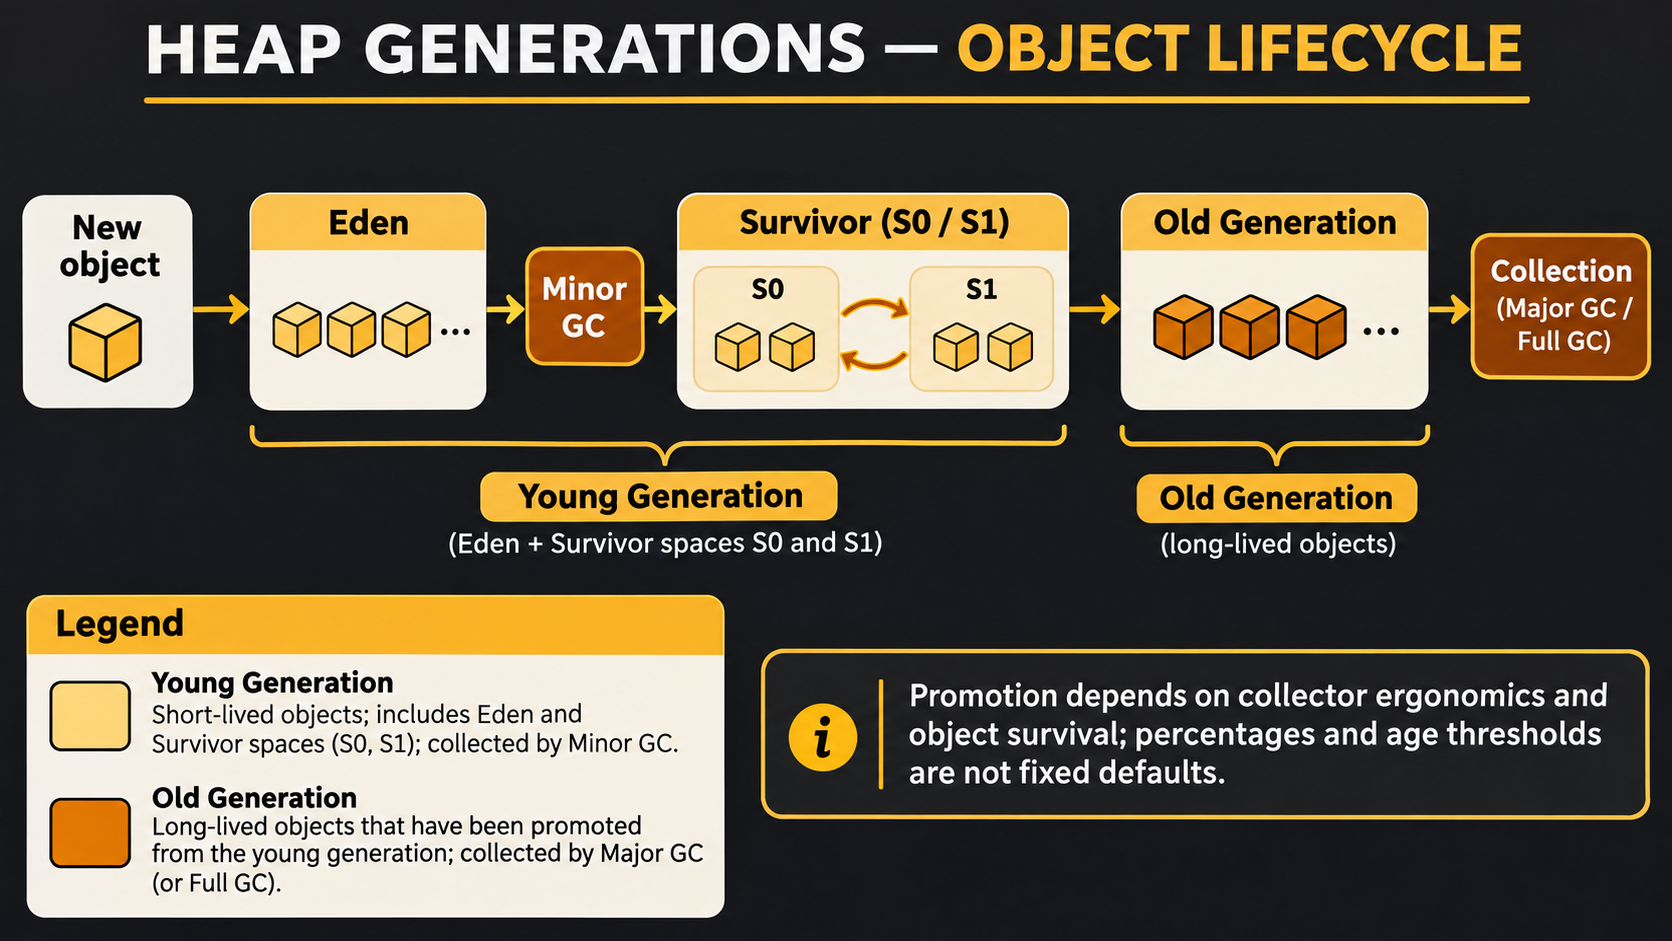 HEAP GENERATIONS — OBJECT LIFECYCLE
New
object
Eden
...
Minor
GC
Survivor (S0 / S1)
S0
S1
Old Generation
...
Collection
(Major GC /
Full GC)
Young Generation
(Eden + Survivor spaces S0 and S1)
Old Generation
(long-lived objects)
Legend
Young Generation
Short-lived objects; includes Eden and
Survivor spaces (S0, S1); collected by Minor GC.
Old Generation
Long-lived objects that have been promoted
from the young generation; collected by Major GC
(or Full GC).
i
Promotion depends on collector ergonomics and
object survival; percentages and age thresholds
are not fixed defaults.